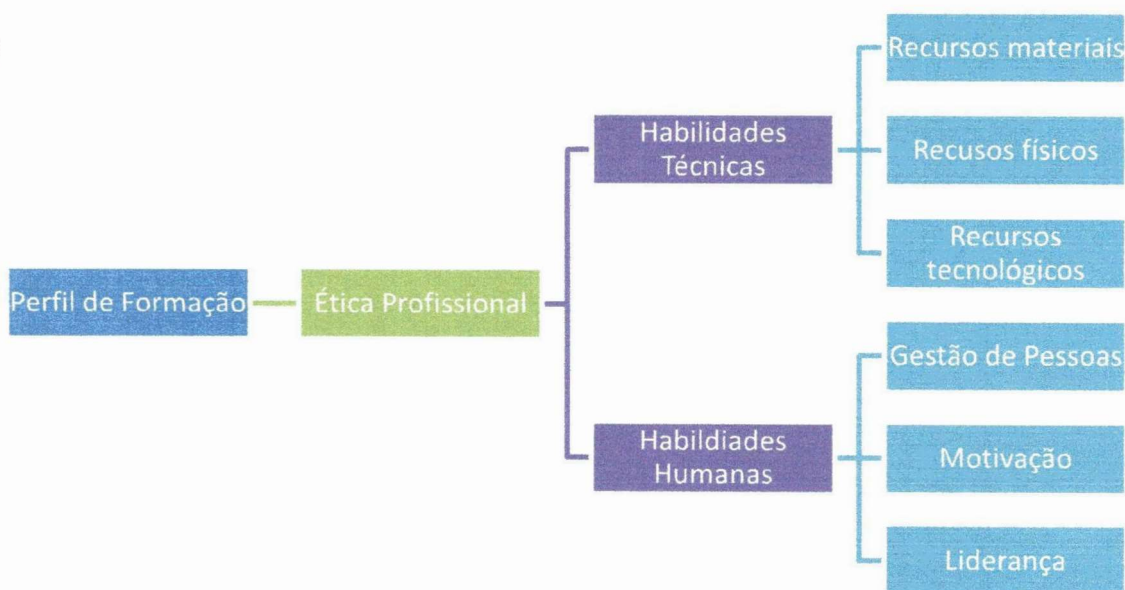 Perfil de Formação
Ética Profissional
Habilidades
Técnicas
Recursos materiais
Recusos físicos
Recursos
tecnológicos
Habildiades
Humanas
Gestão de Pessoas
Motivação
Liderança